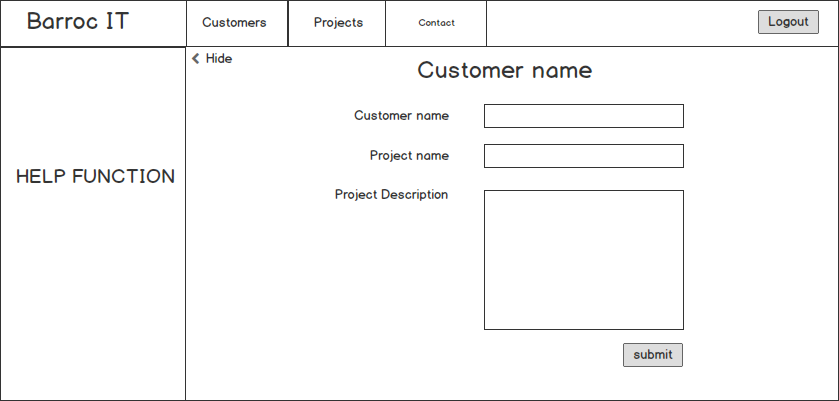 Barroc IT
Customers
Projects
Contact
Logout
Hide
Customer name
Customer name
Project name
HELP FUNCTION
Project Description
submit